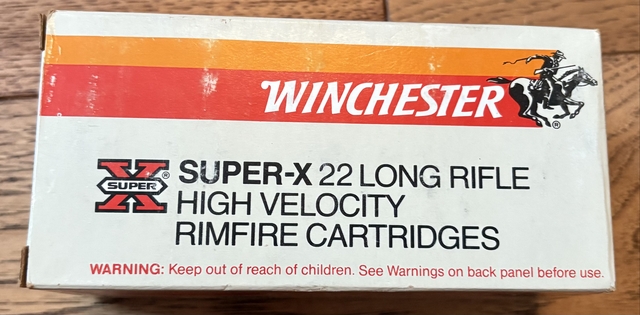 WINCHESTER®
X® SUPER
SUPER-X 22 LONG RIFLE
HIGH VELOCITY
RIMFIRE CARTRIDGES
WARNING: Keep out of reach of children. See Warnings on back panel before use.